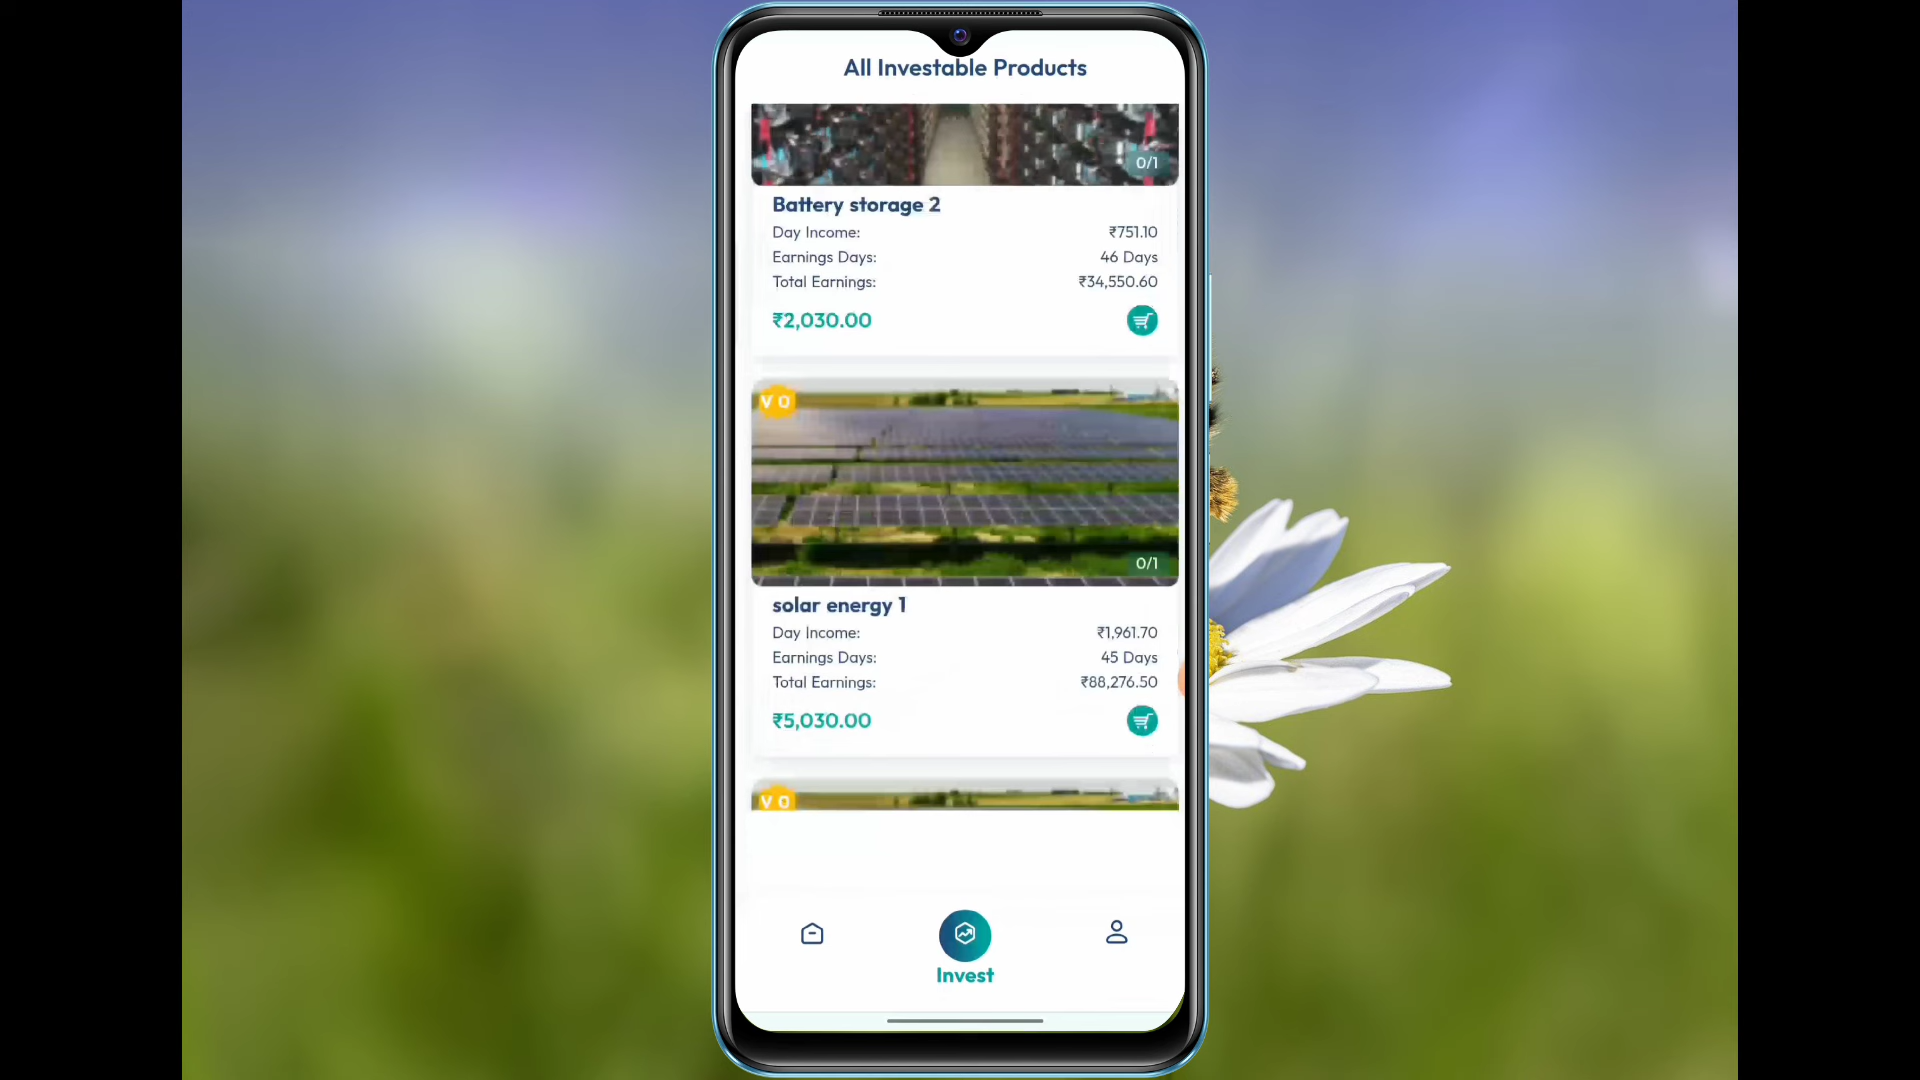 All Investable Products
0/1
Battery storage 2
Day Income: ₹751.10
Earnings Days: 46 Days
Total Earnings: ₹34,550.60
₹2,030.00
V 0
0/1
solar energy 1
Day Income: ₹1,961.70
Earnings Days: 45 Days
Total Earnings: ₹88,276.50
₹5,030.00
V 0
Invest